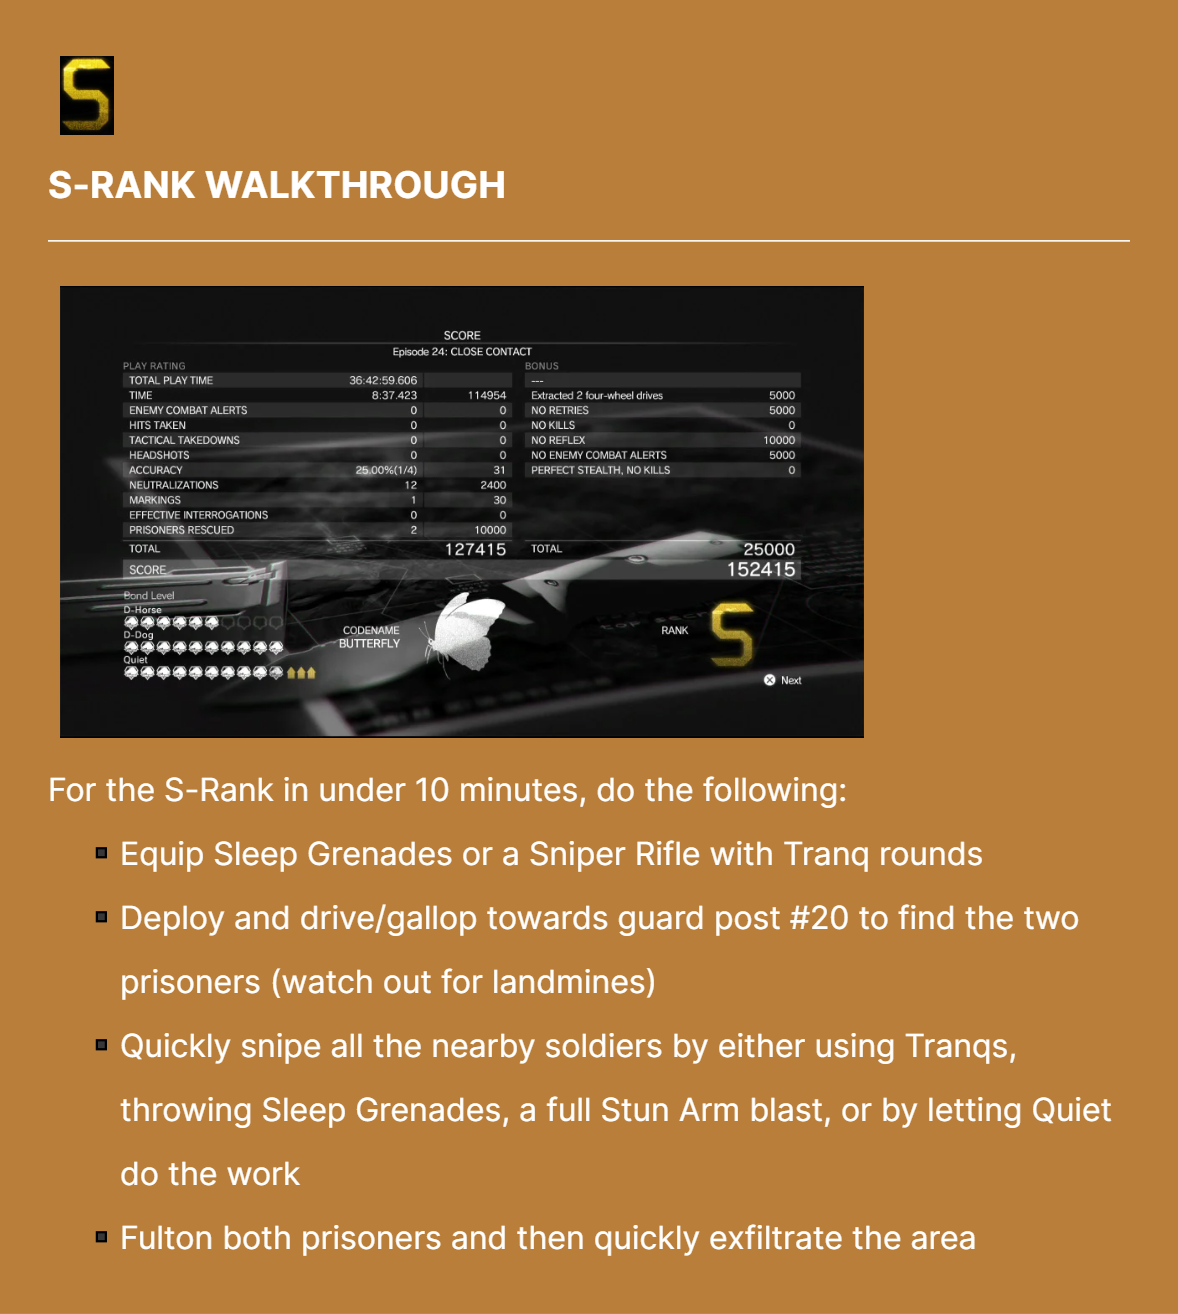 S
S-RANK WALKTHROUGH
SCORE
Episode 24: CLOSE CONTACT
PLAY RATING
TOTAL PLAY TIME 36:42:59.606
TIME 8:37.423 114954
ENEMY COMBAT ALERTS 0 0
HITS TAKEN 0 0
TACTICAL TAKEDOWNS 0 0
HEADSHOTS 0 0
ACCURACY 25.00%(1/4) 31
NEUTRALIZATIONS 12 2400
MARKINGS 1 30
EFFECTIVE INTERROGATIONS 0 0
PRISONERS RESCUED 2 10000
TOTAL 127415
BONUS
---
Extracted 2 four-wheel drives 5000
NO RETRIES 5000
NO KILLS 0
NO REFLEX 10000
NO ENEMY COMBAT ALERTS 5000
PERFECT STEALTH, NO KILLS 0
TOTAL 25000
SCORE 152415
Bond Level
D-Horse
D-Dog
Quiet
CODENAME
BUTTERFLY
RANK S
Next
For the S-Rank in under 10 minutes, do the following:
Equip Sleep Grenades or a Sniper Rifle with Tranq rounds
Deploy and drive/gallop towards guard post #20 to find the two
prisoners (watch out for landmines)
Quickly snipe all the nearby soldiers by either using Tranqs,
throwing Sleep Grenades, a full Stun Arm blast, or by letting Quiet
do the work
Fulton both prisoners and then quickly exfiltrate the area